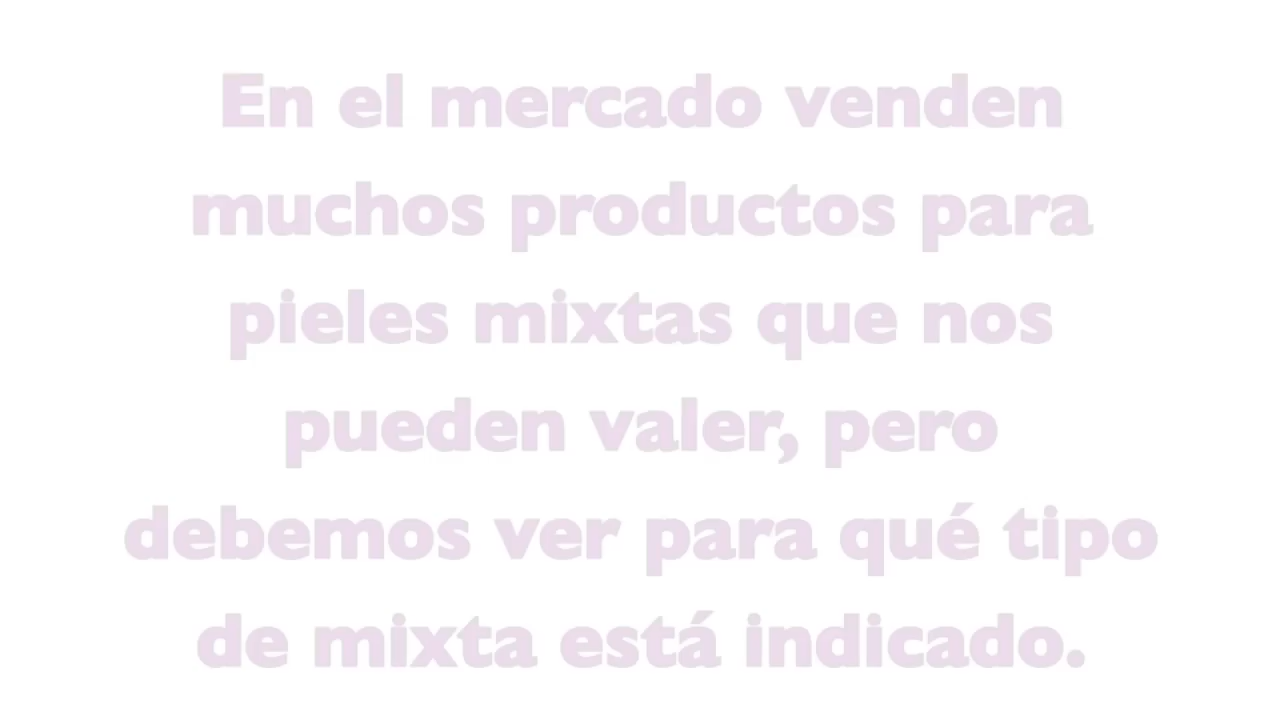 En el mercado venden
muchos productos para
pieles mixtas que nos
pueden valer, pero
debemos ver para qué tipo
de mixta está indicado.